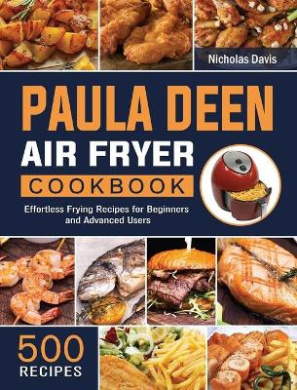 Nicholas Davis
PAULA DEEN
AIR FRYER
COOKBOOK
Effortless Frying Recipes for Beginners
and Advanced Users
500
RECIPES